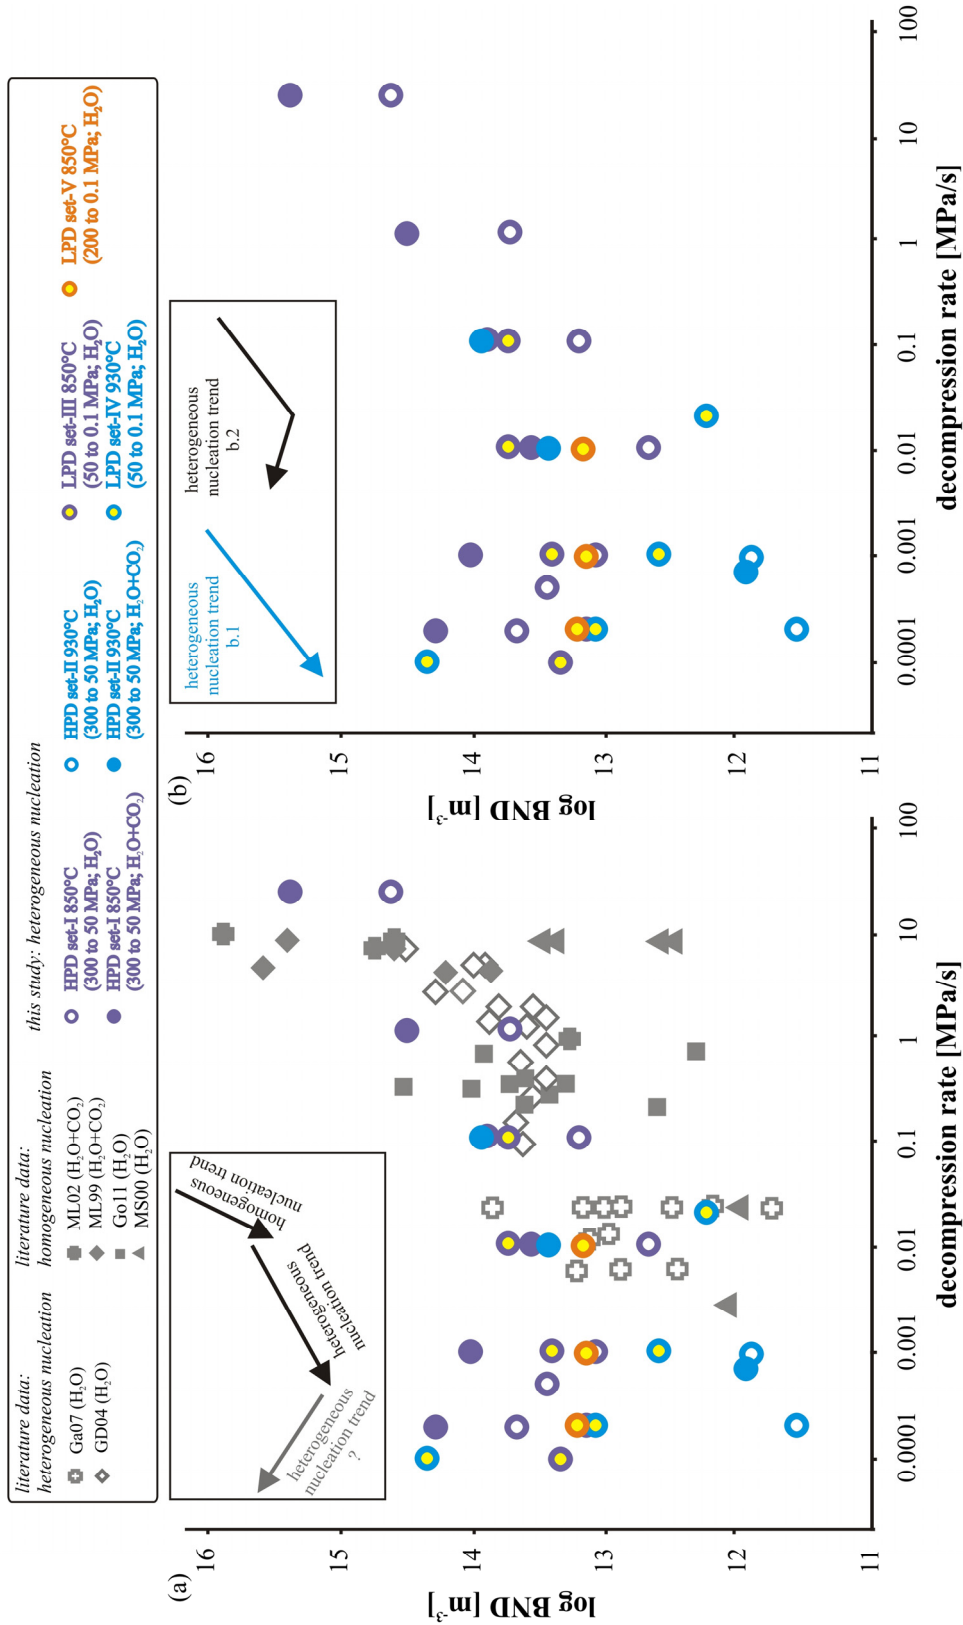 literature data:
heterogeneous nucleation
Ga07 (H₂O)
GD04 (H₂O)
literature data:
homogeneous nucleation
ML02 (H₂O+CO₂)
ML99 (H₂O+CO₂)
Go11 (H₂O)
MS00 (H₂O)
this study: heterogeneous nucleation
HPD set-I 850°C
(300 to 50 MPa; H₂O)
HPD set-I 850°C
(300 to 50 MPa; H₂O+CO₂)
HPD set-II 930°C
(300 to 50 MPa; H₂O)
HPD set-II 930°C
(300 to 50 MPa; H₂O+CO₂)
LPD set-III 850°C
(50 to 0.1 MPa; H₂O)
LPD set-IV 930°C
(50 to 0.1 MPa; H₂O)
LPD set-V 850°C
(200 to 0.1 MPa; H₂O)
(a)
16
15
14
13
12
11
log BND [m⁻³]
heterogeneous
nucleation trend
?
heterogeneous
nucleation trend
homogeneous
nucleation trend
0.0001
0.001
0.01
0.1
1
10
100
decompression rate [MPa/s]
(b)
16
15
14
13
12
11
log BND [m⁻³]
heterogeneous
nucleation trend
b.1
heterogeneous
nucleation trend
b.2
0.0001
0.001
0.01
0.1
1
10
100
decompression rate [MPa/s]